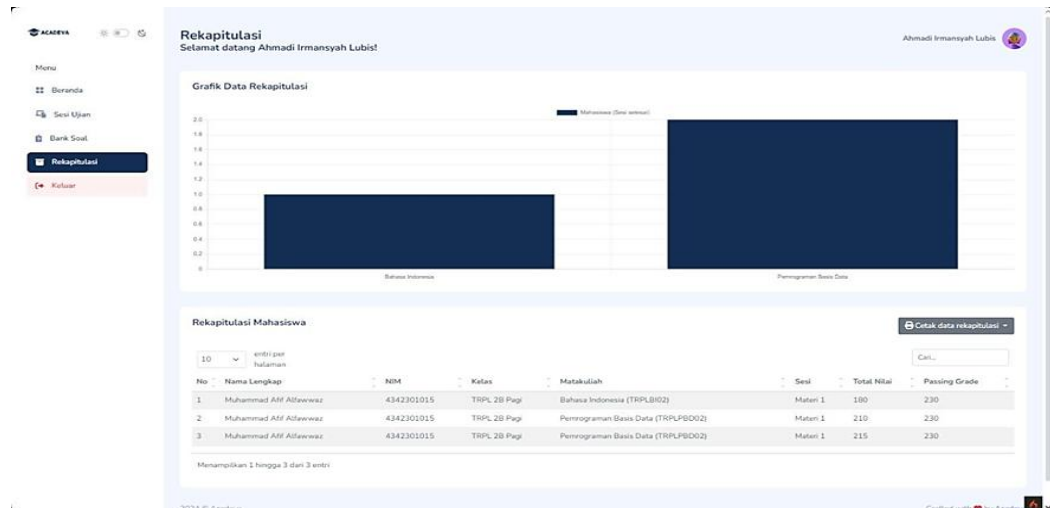 ACADEVA
Rekapitulasi
Selamat datang Ahmadi Irmansyah Lubis!
Ahmadi Irmansyah Lubis
Menu
Beranda
Sesi Ujian
Bank Soal
Rekapitulasi
Keluar
Grafik Data Rekapitulasi
Mahasiswa (Sesi selesai)
2.0
1.8
1.6
1.4
1.2
1.0
0.8
0.6
0.4
0.2
0
Bahasa Indonesia Pemrograman Basis Data
Rekapitulasi Mahasiswa
Cetak data rekapitulasi
10 entri per halaman
Cari...
No Nama Lengkap NIM Kelas Matakuliah Sesi Total Nilai Passing Grade
1 Muhammad Afif Alfawwaz 4342301015 TRPL 2B Pagi Bahasa Indonesia (TRPLBI02) Materi 1 180 230
2 Muhammad Afif Alfawwaz 4342301015 TRPL 2B Pagi Pemrograman Basis Data (TRPLPBD02) Materi 1 210 230
3 Muhammad Afif Alfawwaz 4342301015 TRPL 2B Pagi Pemrograman Basis Data (TRPLPBD02) Materi 1 215 230
Menampilkan 1 hingga 3 dari 3 entri